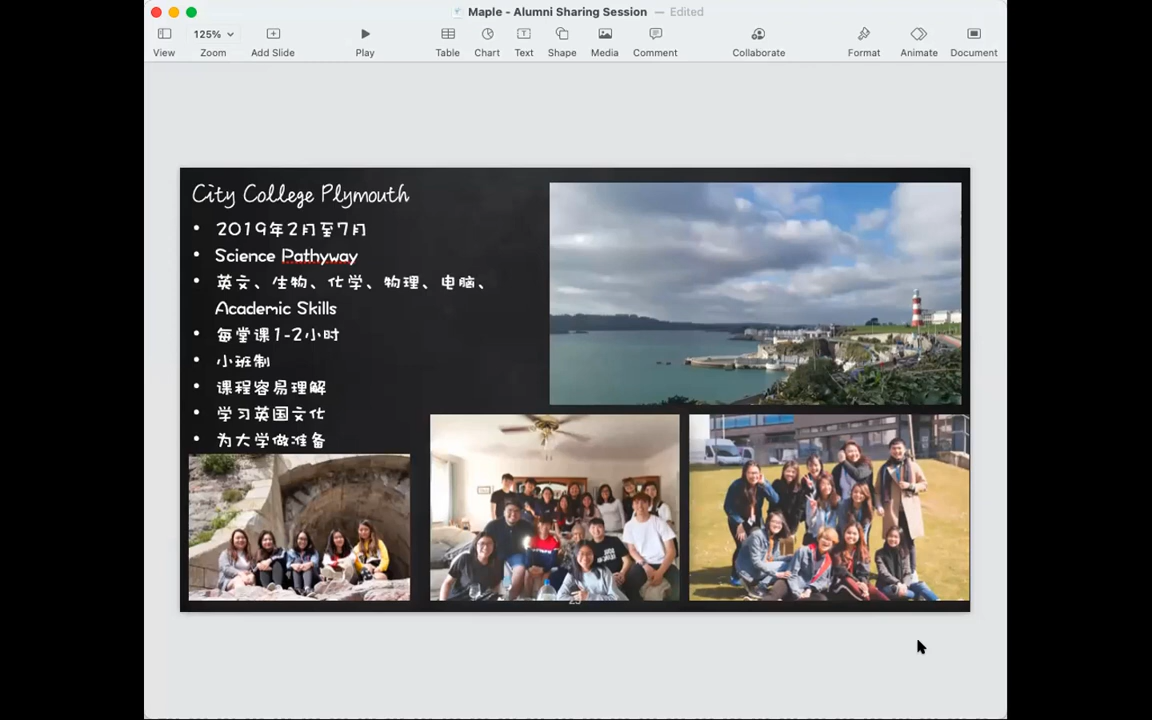 Maple - Alumni Sharing Session — Edited
125%
View Zoom Add Slide Play Table Chart Text Shape Media Comment Collaborate Format Animate Document
City College Plymouth
• 2019年2月至7月
• Science Pathyway
• 英文、生物、化学、物理、电脑、
Academic Skills
• 每堂课1-2小时
• 小班制
• 课程容易理解
• 学习英国文化
• 为大学做准备